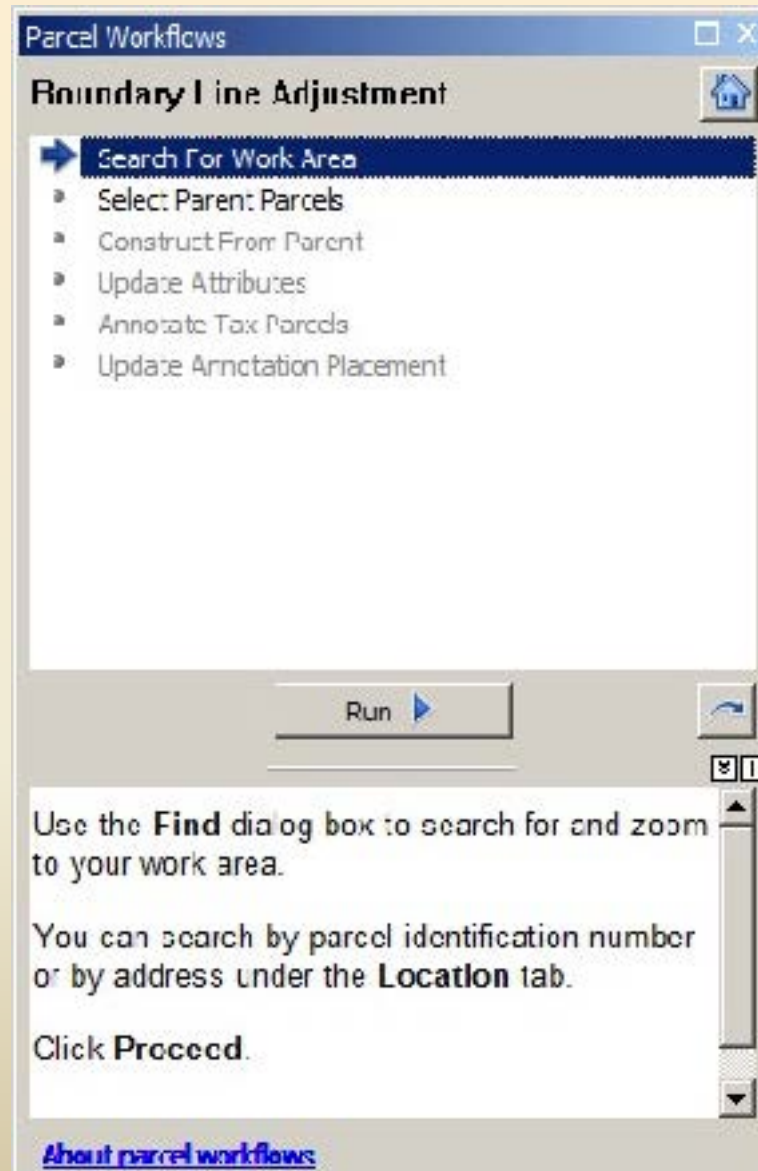 Parcel Workflows
Boundary Line Adjustment
Search For Work Area
Select Parent Parcels
Construct From Parent
Update Attributes
Annotate Tax Parcels
Update Annotation Placement
Run
Use the Find dialog box to search for and zoom
to your work area.
You can search by parcel identification number
or by address under the Location tab.
Click Proceed.
About parcel workflows